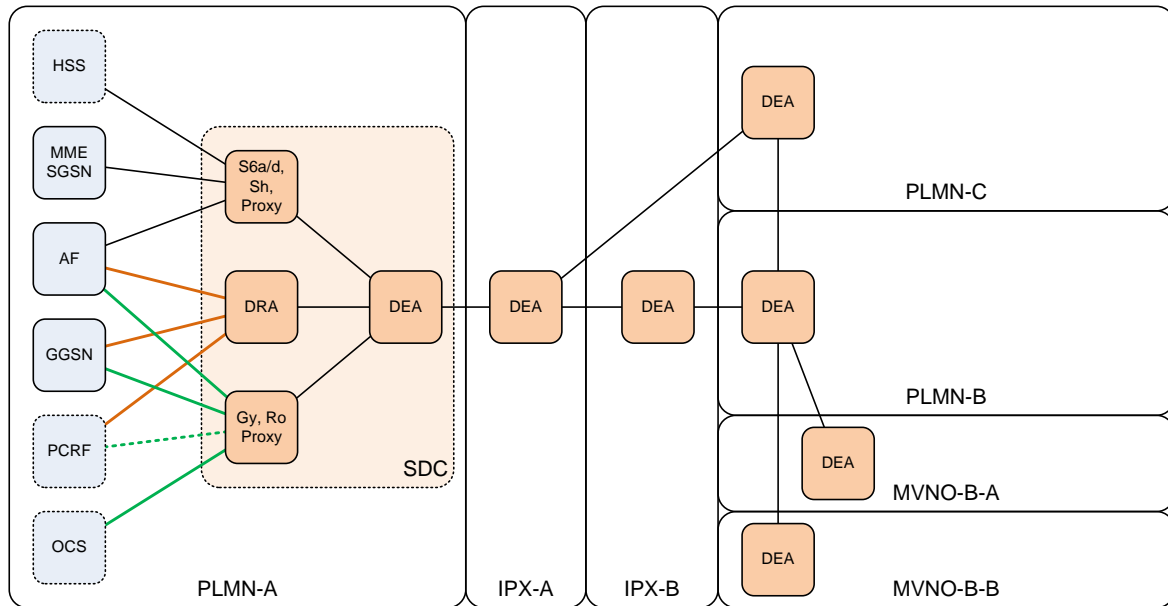 HSS
MME
SGSN
AF
GGSN
PCRF
OCS
S6a/d,
Sh,
Proxy
DRA
Gy, Ro
Proxy
DEA
SDC
PLMN-A
DEA
IPX-A
DEA
IPX-B
DEA
PLMN-C
DEA
PLMN-B
DEA
MVNO-B-A
DEA
MVNO-B-B